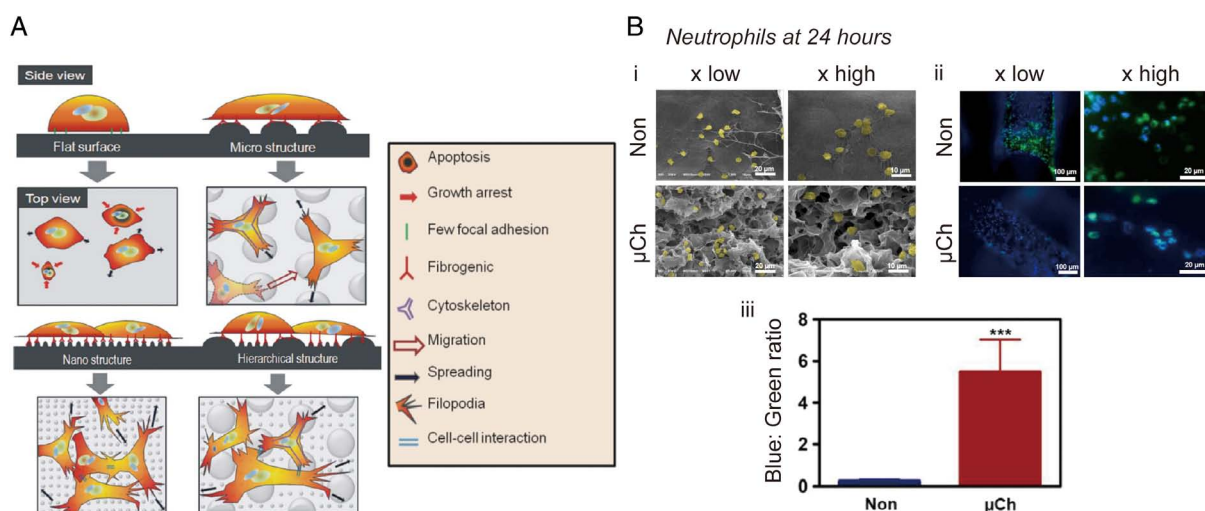 A
Side view
Flat surface
Micro structure
Top view
Nano structure
Hierarchical structure
Apoptosis
Growth arrest
Few focal adhesion
Fibrogenic
Cytoskeleton
Migration
Spreading
Filopodia
Cell-cell interaction
B
Neutrophils at 24 hours
i
x low
x high
ii
x low
x high
Non
20 µm
10 µm
Non
100 µm
20 µm
µCh
20 µm
10 µm
µCh
100 µm
20 µm
iii
Blue: Green ratio
8
6
4
2
0
***
Non
µCh